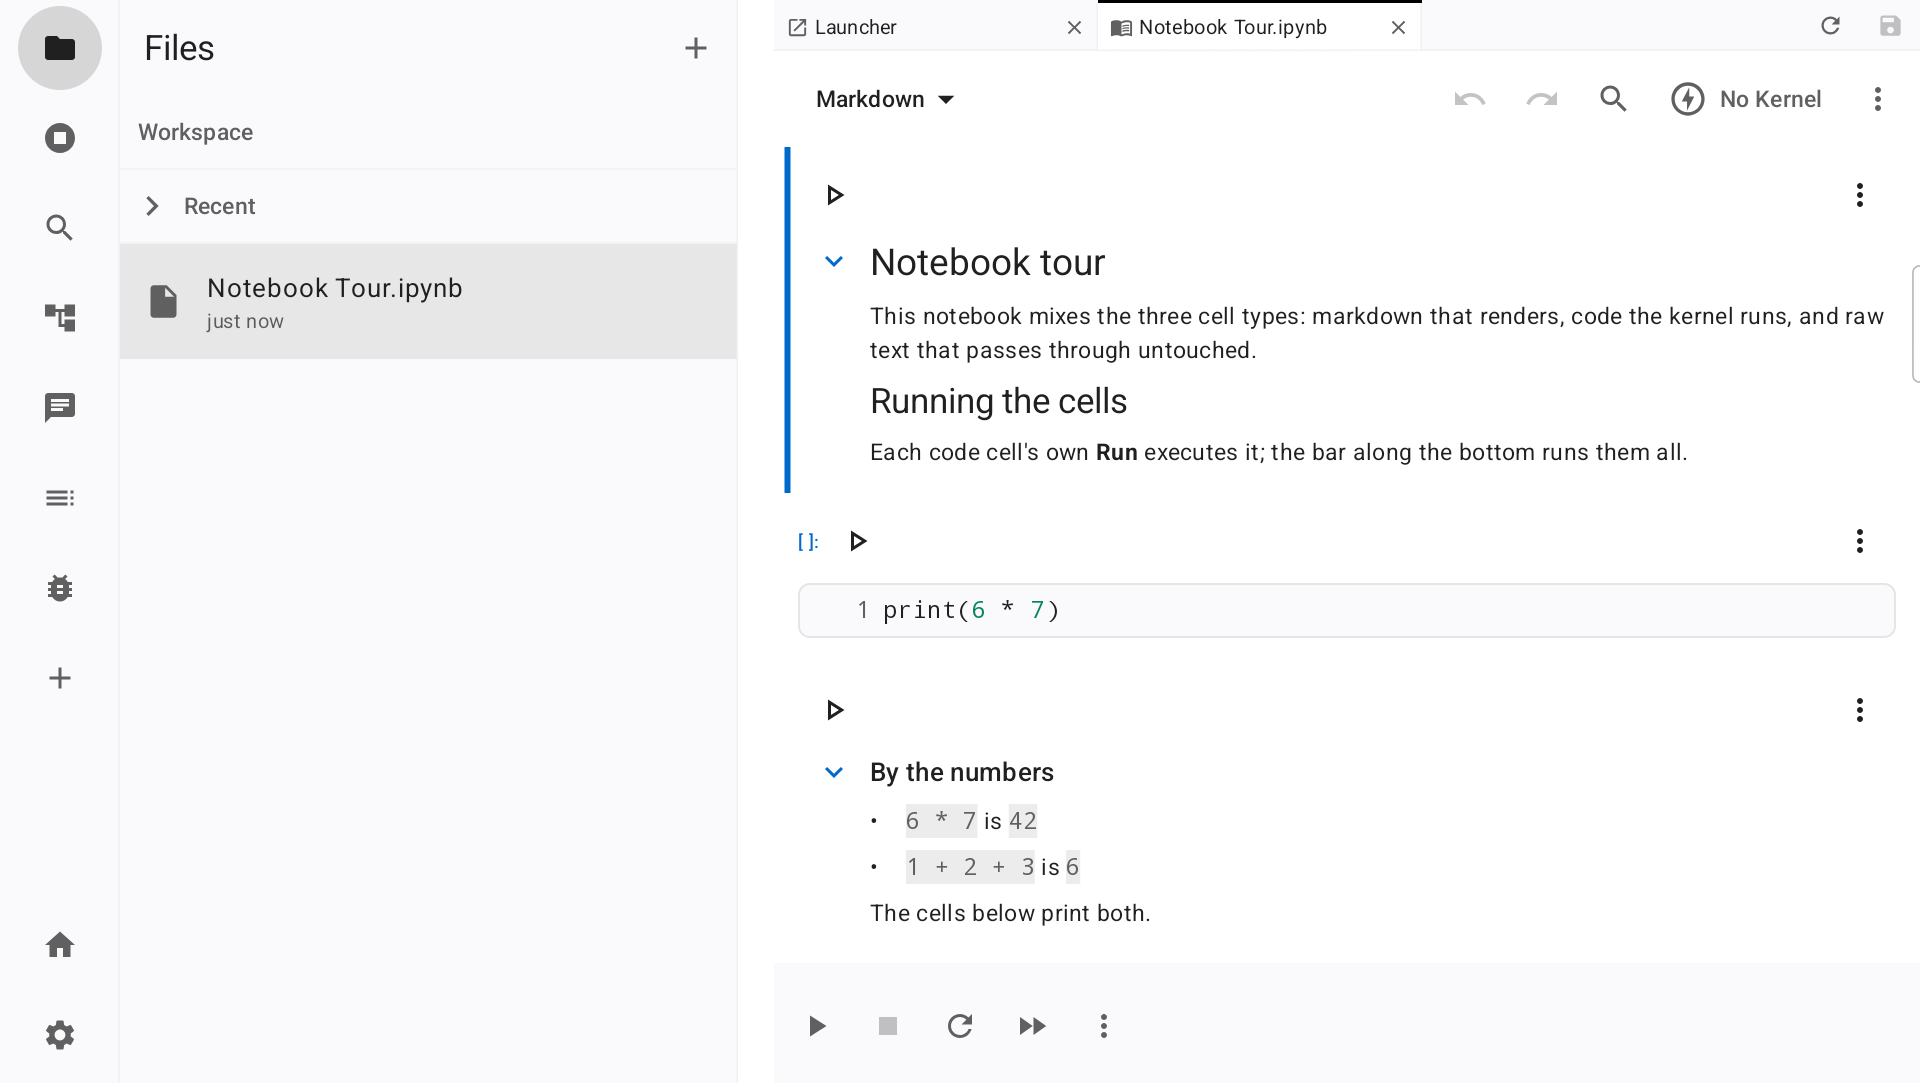 Files
Workspace
Recent
Notebook Tour.ipynb
just now
Launcher
Notebook Tour.ipynb
Markdown
No Kernel
Notebook tour
This notebook mixes the three cell types: markdown that renders, code the kernel runs, and raw
text that passes through untouched.
Running the cells
Each code cell's own Run executes it; the bar along the bottom runs them all.
[ ]:
1 print(6 * 7)
By the numbers
• 6 * 7 is 42
• 1 + 2 + 3 is 6
The cells below print both.